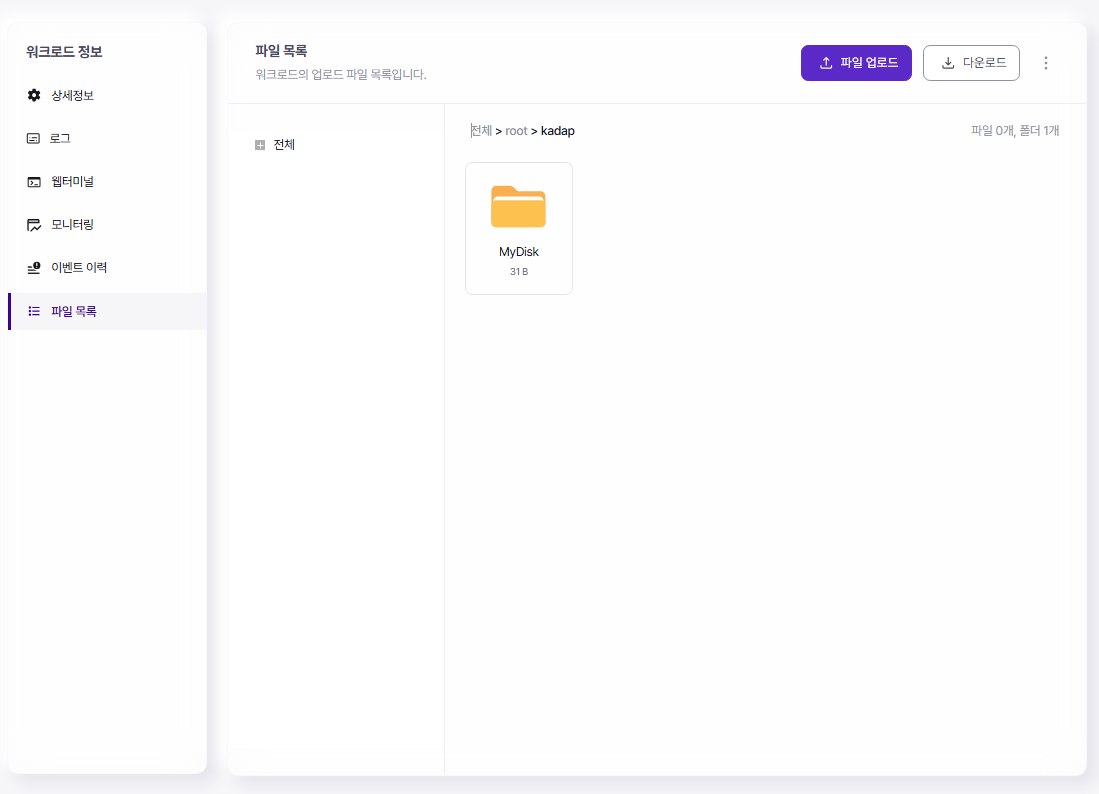 워크로드 정보
상세정보
로그
웹터미널
모니터링
이벤트 이력
파일 목록
파일 목록
워크로드의 업로드 파일 목록입니다.
파일 업로드
다운로드
전체
전체 > root > kadap
파일 0개, 폴더 1개
MyDisk
31 B